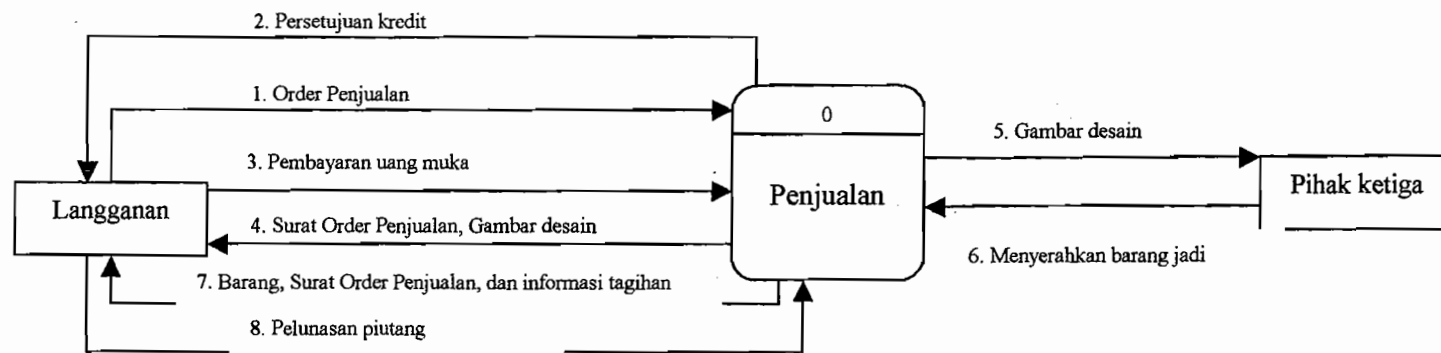 2. Persetujuan kredit
1. Order Penjualan
0
5. Gambar desain
3. Pembayaran uang muka
Langganan
Penjualan
Pihak ketiga
4. Surat Order Penjualan, Gambar desain
6. Menyerahkan barang jadi
7. Barang, Surat Order Penjualan, dan informasi tagihan
8. Pelunasan piutang